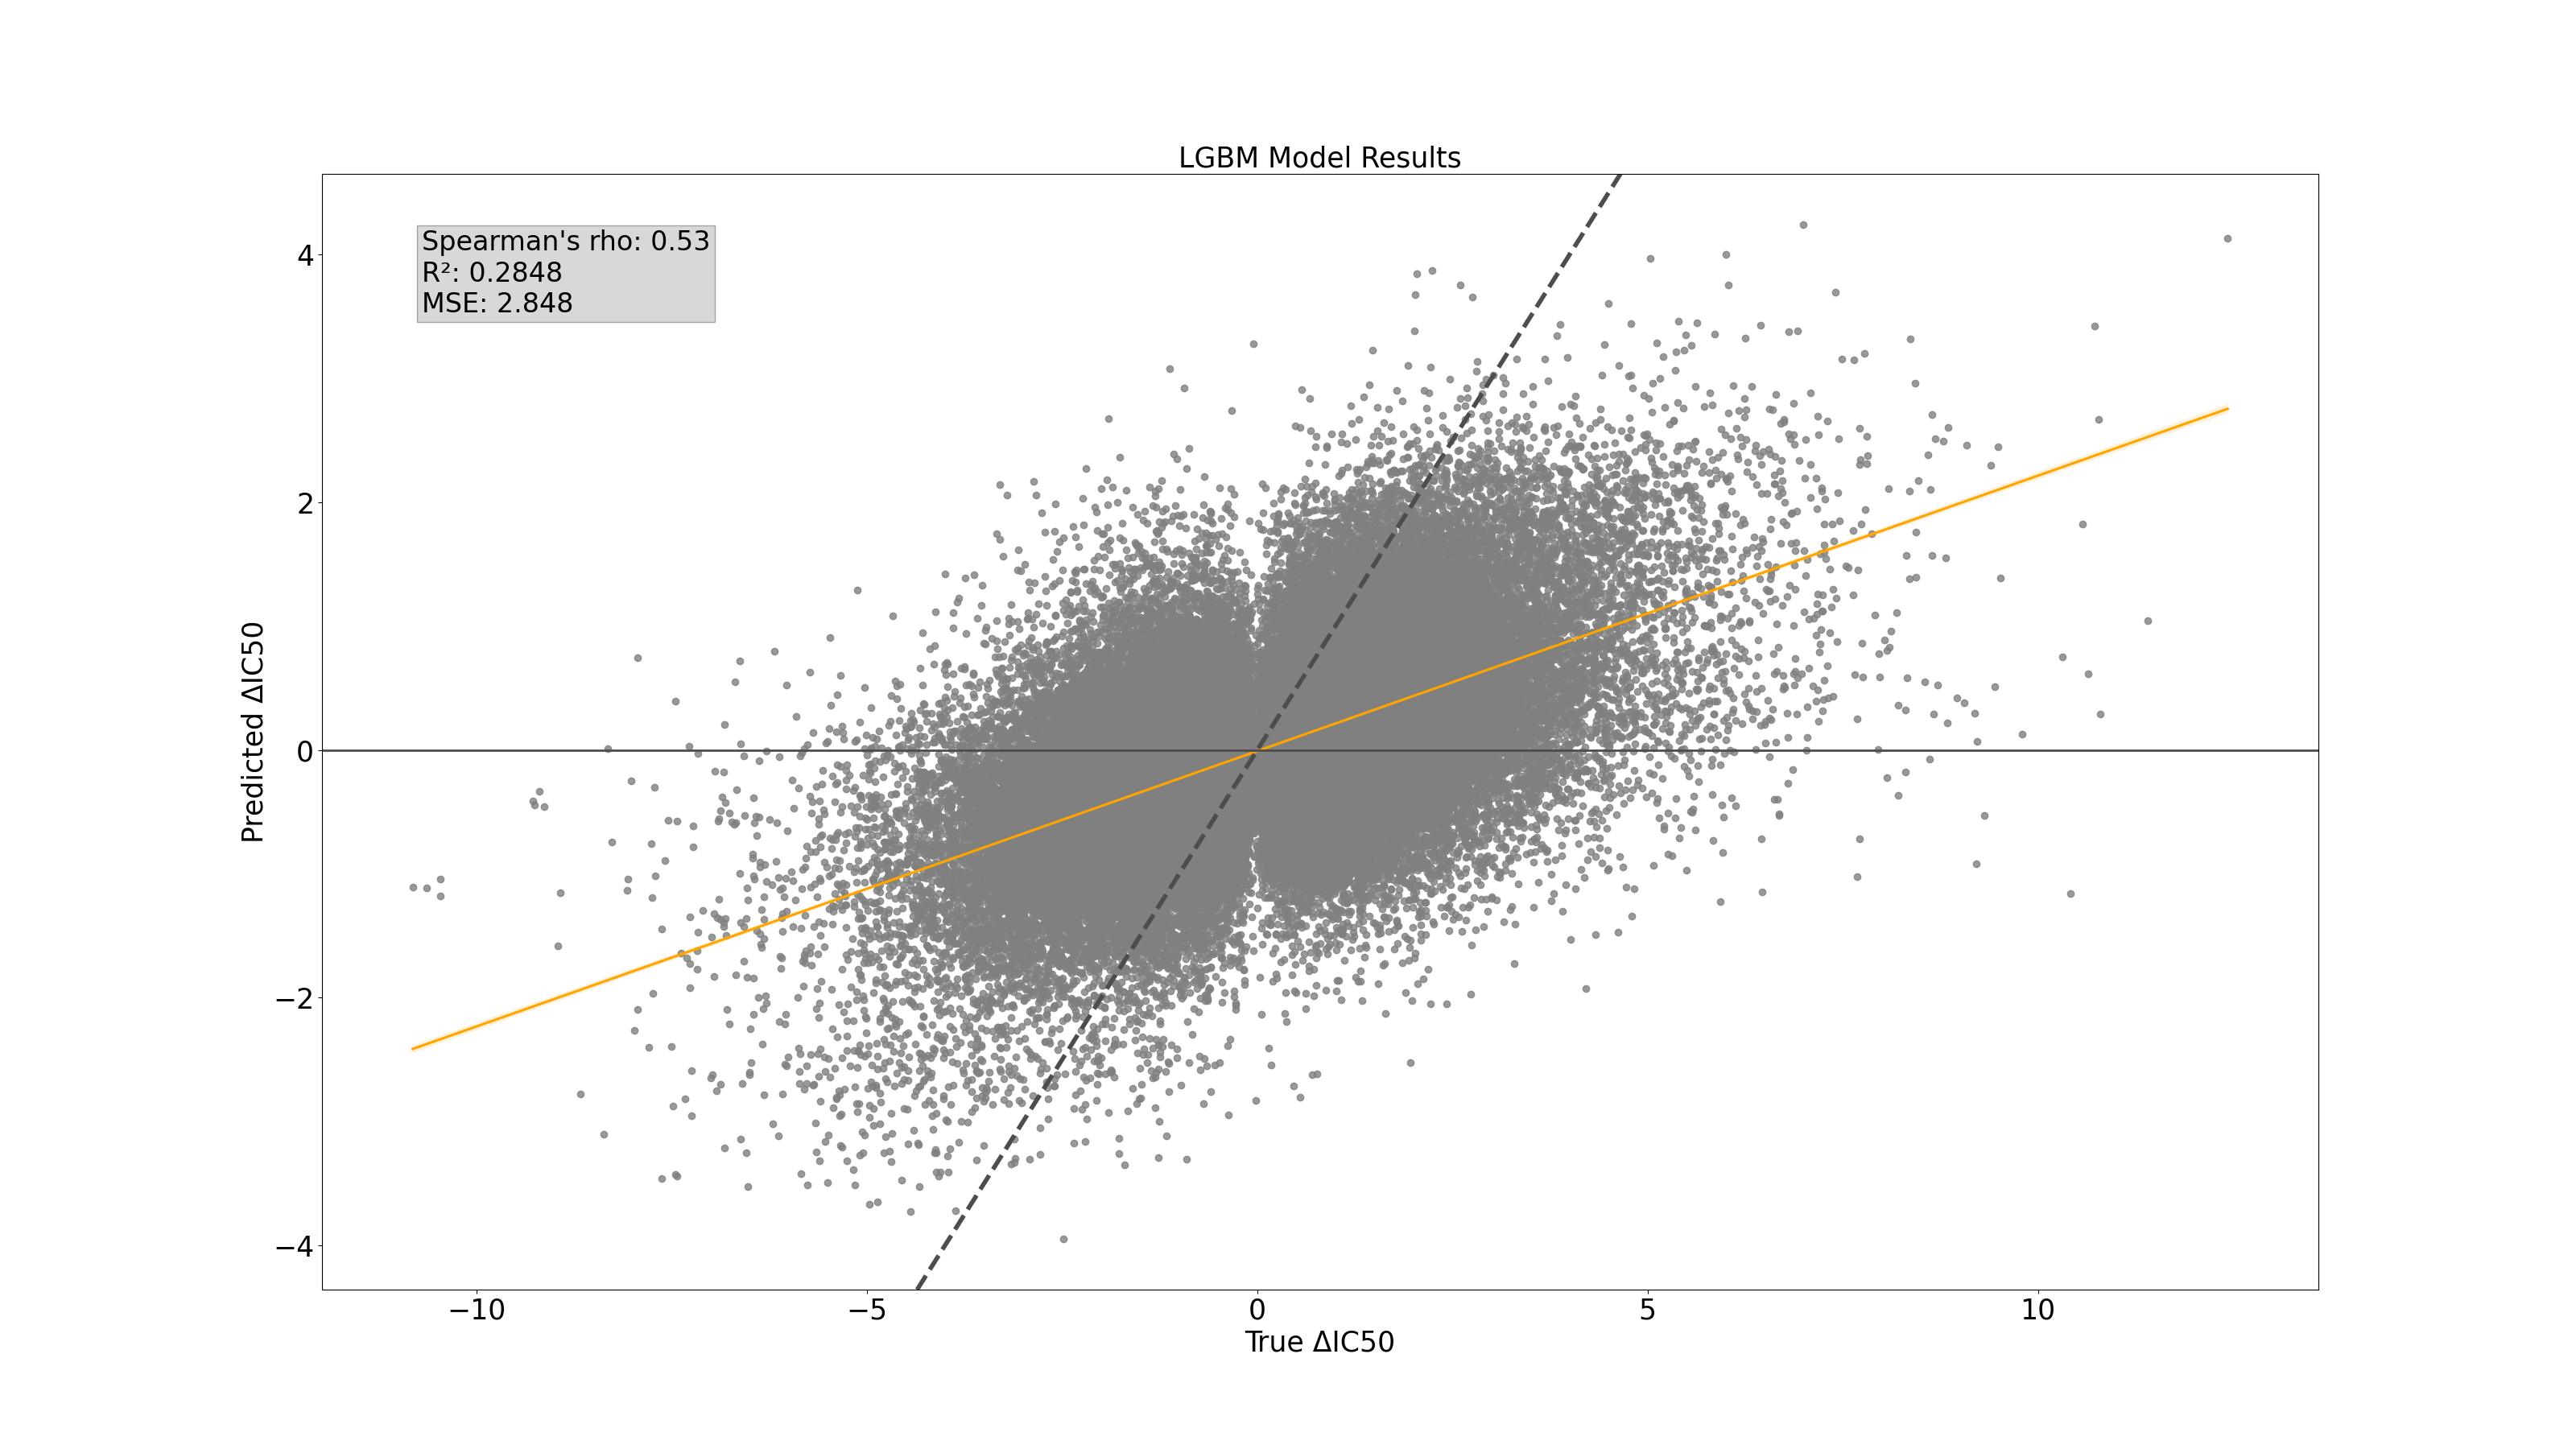 LGBM Model Results
Spearman's rho: 0.53
R²: 0.2848
MSE: 2.848
4
2
0
−2
−4
Predicted ΔIC50
−10
−5
0
5
10
True ΔIC50